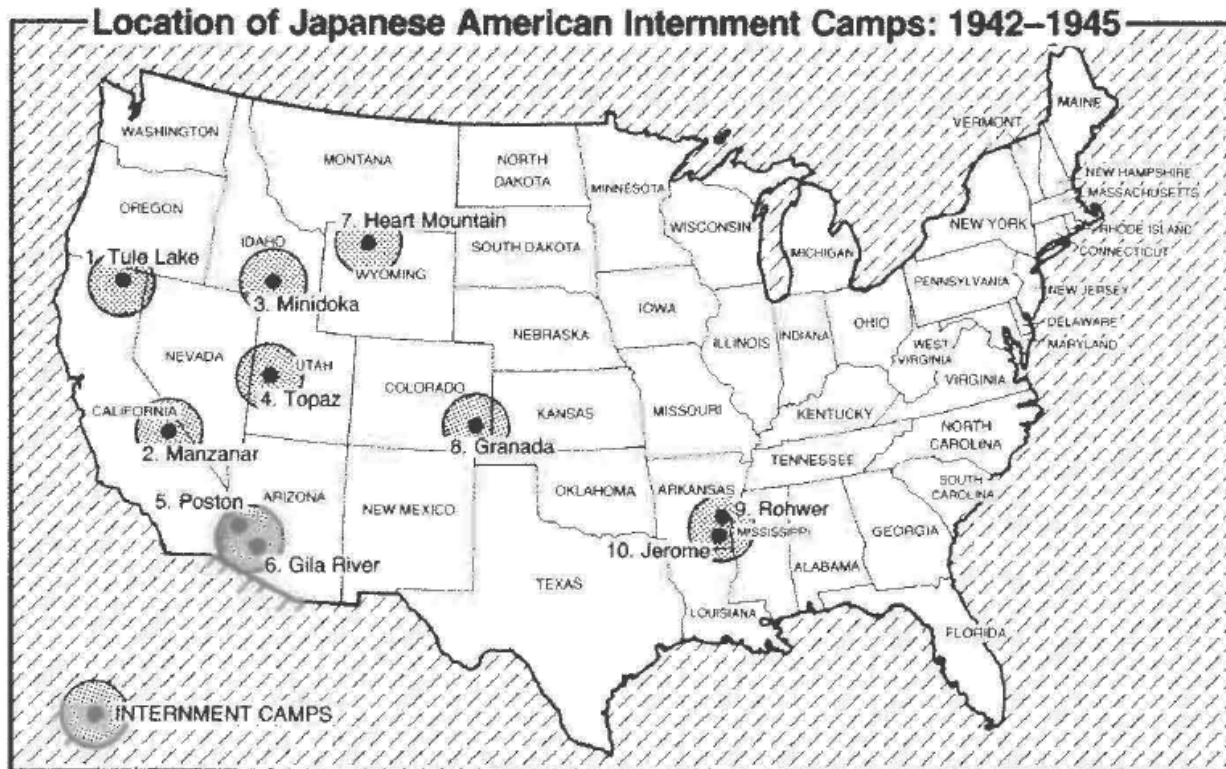 Location of Japanese American Internment Camps: 1942–1945
MAINE
VERMONT
WASHINGTON
MONTANA
NORTH
DAKOTA
MINNESOTA
NEW HAMPSHIRE
MASSACHUSETTS
OREGON
7. Heart Mountain
IDAHO
WISCONSIN
NEW YORK
RHODE ISLAND
SOUTH DAKOTA
MICHIGAN
CONNECTICUT
1. Tule Lake
WYOMING
PENNSYLVANIA
3. Minidoka
NEW JERSEY
IOWA
NEBRASKA
OHIO
DELAWARE
ILLINOIS
INDIANA
WEST
VIRGINIA
MARYLAND
NEVADA
UTAH
COLORADO
VIRGINIA
4. Topaz
CALIFORNIA
KANSAS
MISSOURI
KENTUCKY
NORTH
CAROLINA
2. Manzanar
8. Granada
TENNESSEE
SOUTH
CAROLINA
5. Poston
ARIZONA
OKLAHOMA
ARKANSAS
NEW MEXICO
9. Rohwer
MISSISSIPPI
GEORGIA
10. Jerome
6. Gila River
ALABAMA
TEXAS
LOUISIANA
FLORIDA
INTERNMENT CAMPS